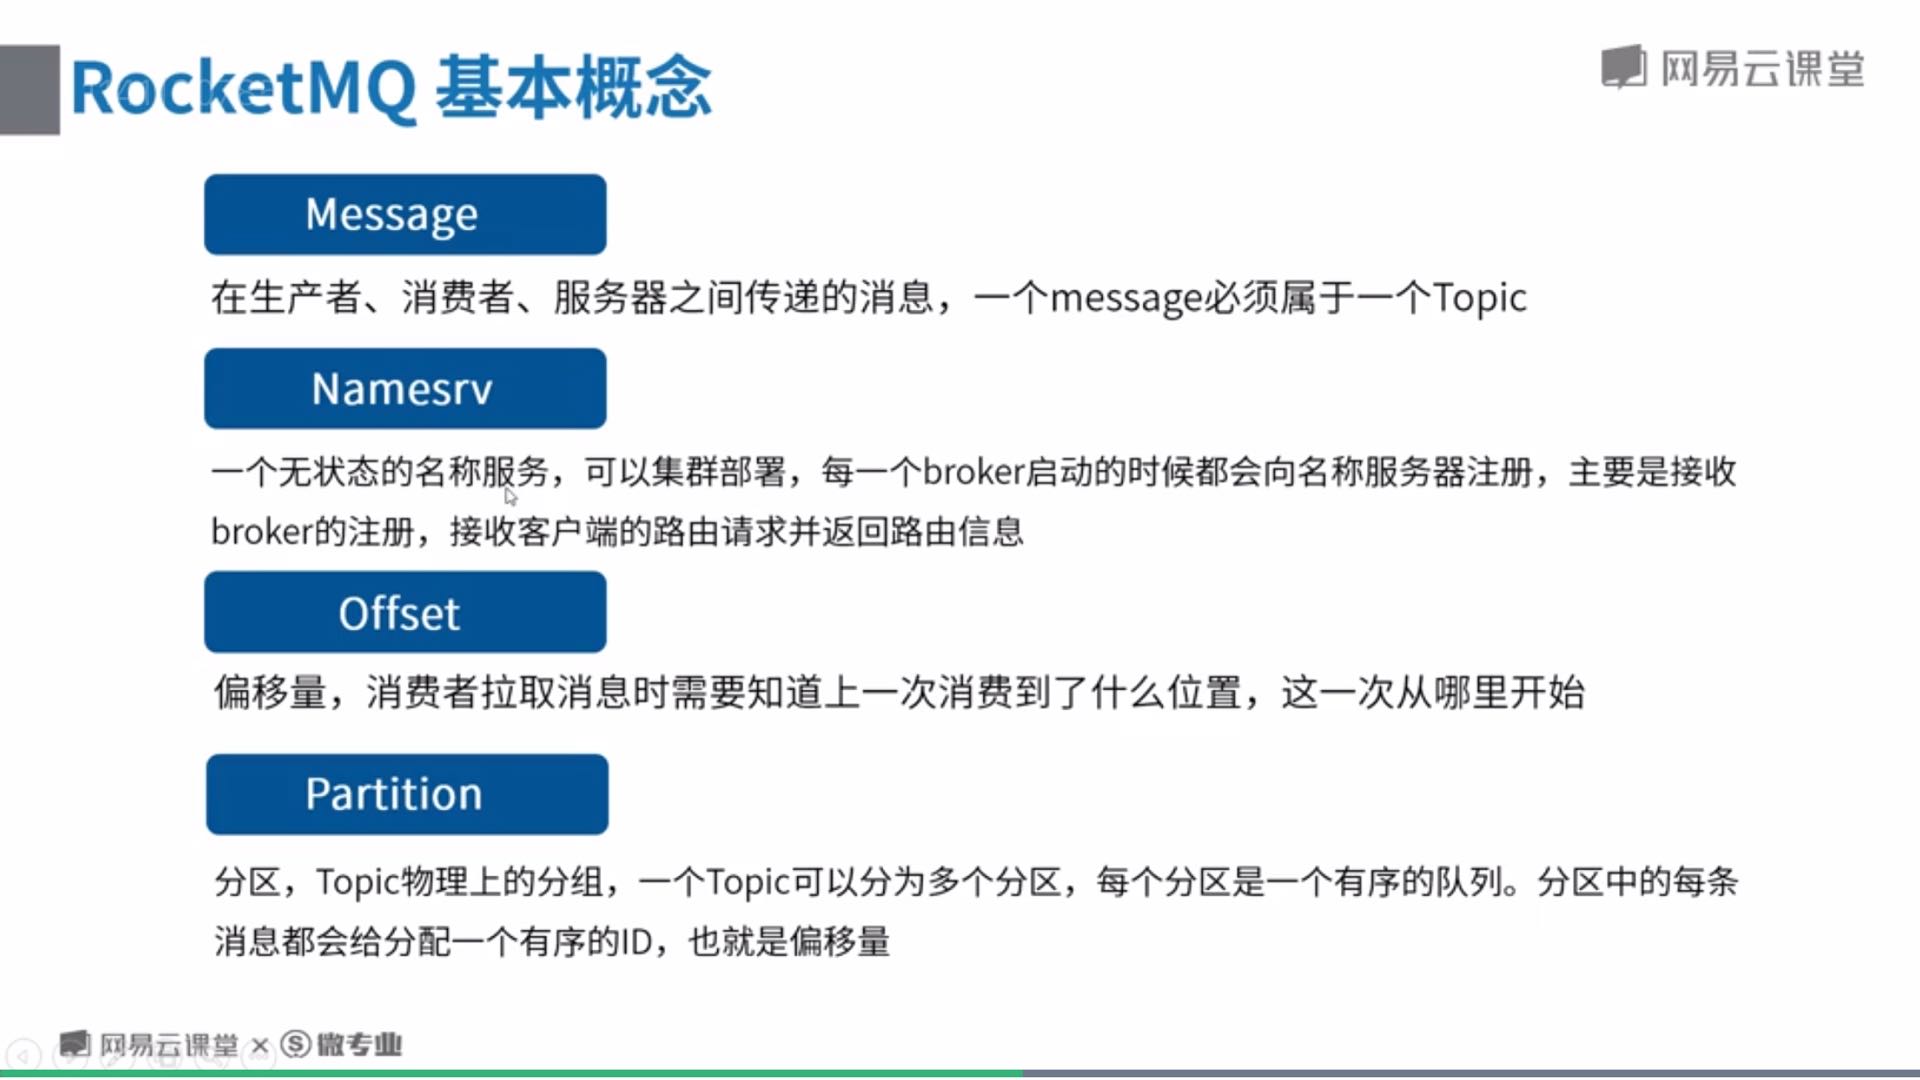 RocketMQ 基本概念
网易云课堂
Message
在生产者、消费者、服务器之间传递的消息，一个message必须属于一个Topic
Namesrv
一个无状态的名称服务，可以集群部署，每一个broker启动的时候都会向名称服务器注册，主要是接收
broker的注册，接收客户端的路由请求并返回路由信息
Offset
偏移量，消费者拉取消息时需要知道上一次消费到了什么位置，这一次从哪里开始
Partition
分区，Topic物理上的分组，一个Topic可以分为多个分区，每个分区是一个有序的队列。分区中的每条
消息都会给分配一个有序的ID，也就是偏移量
网易云课堂 × 微专业